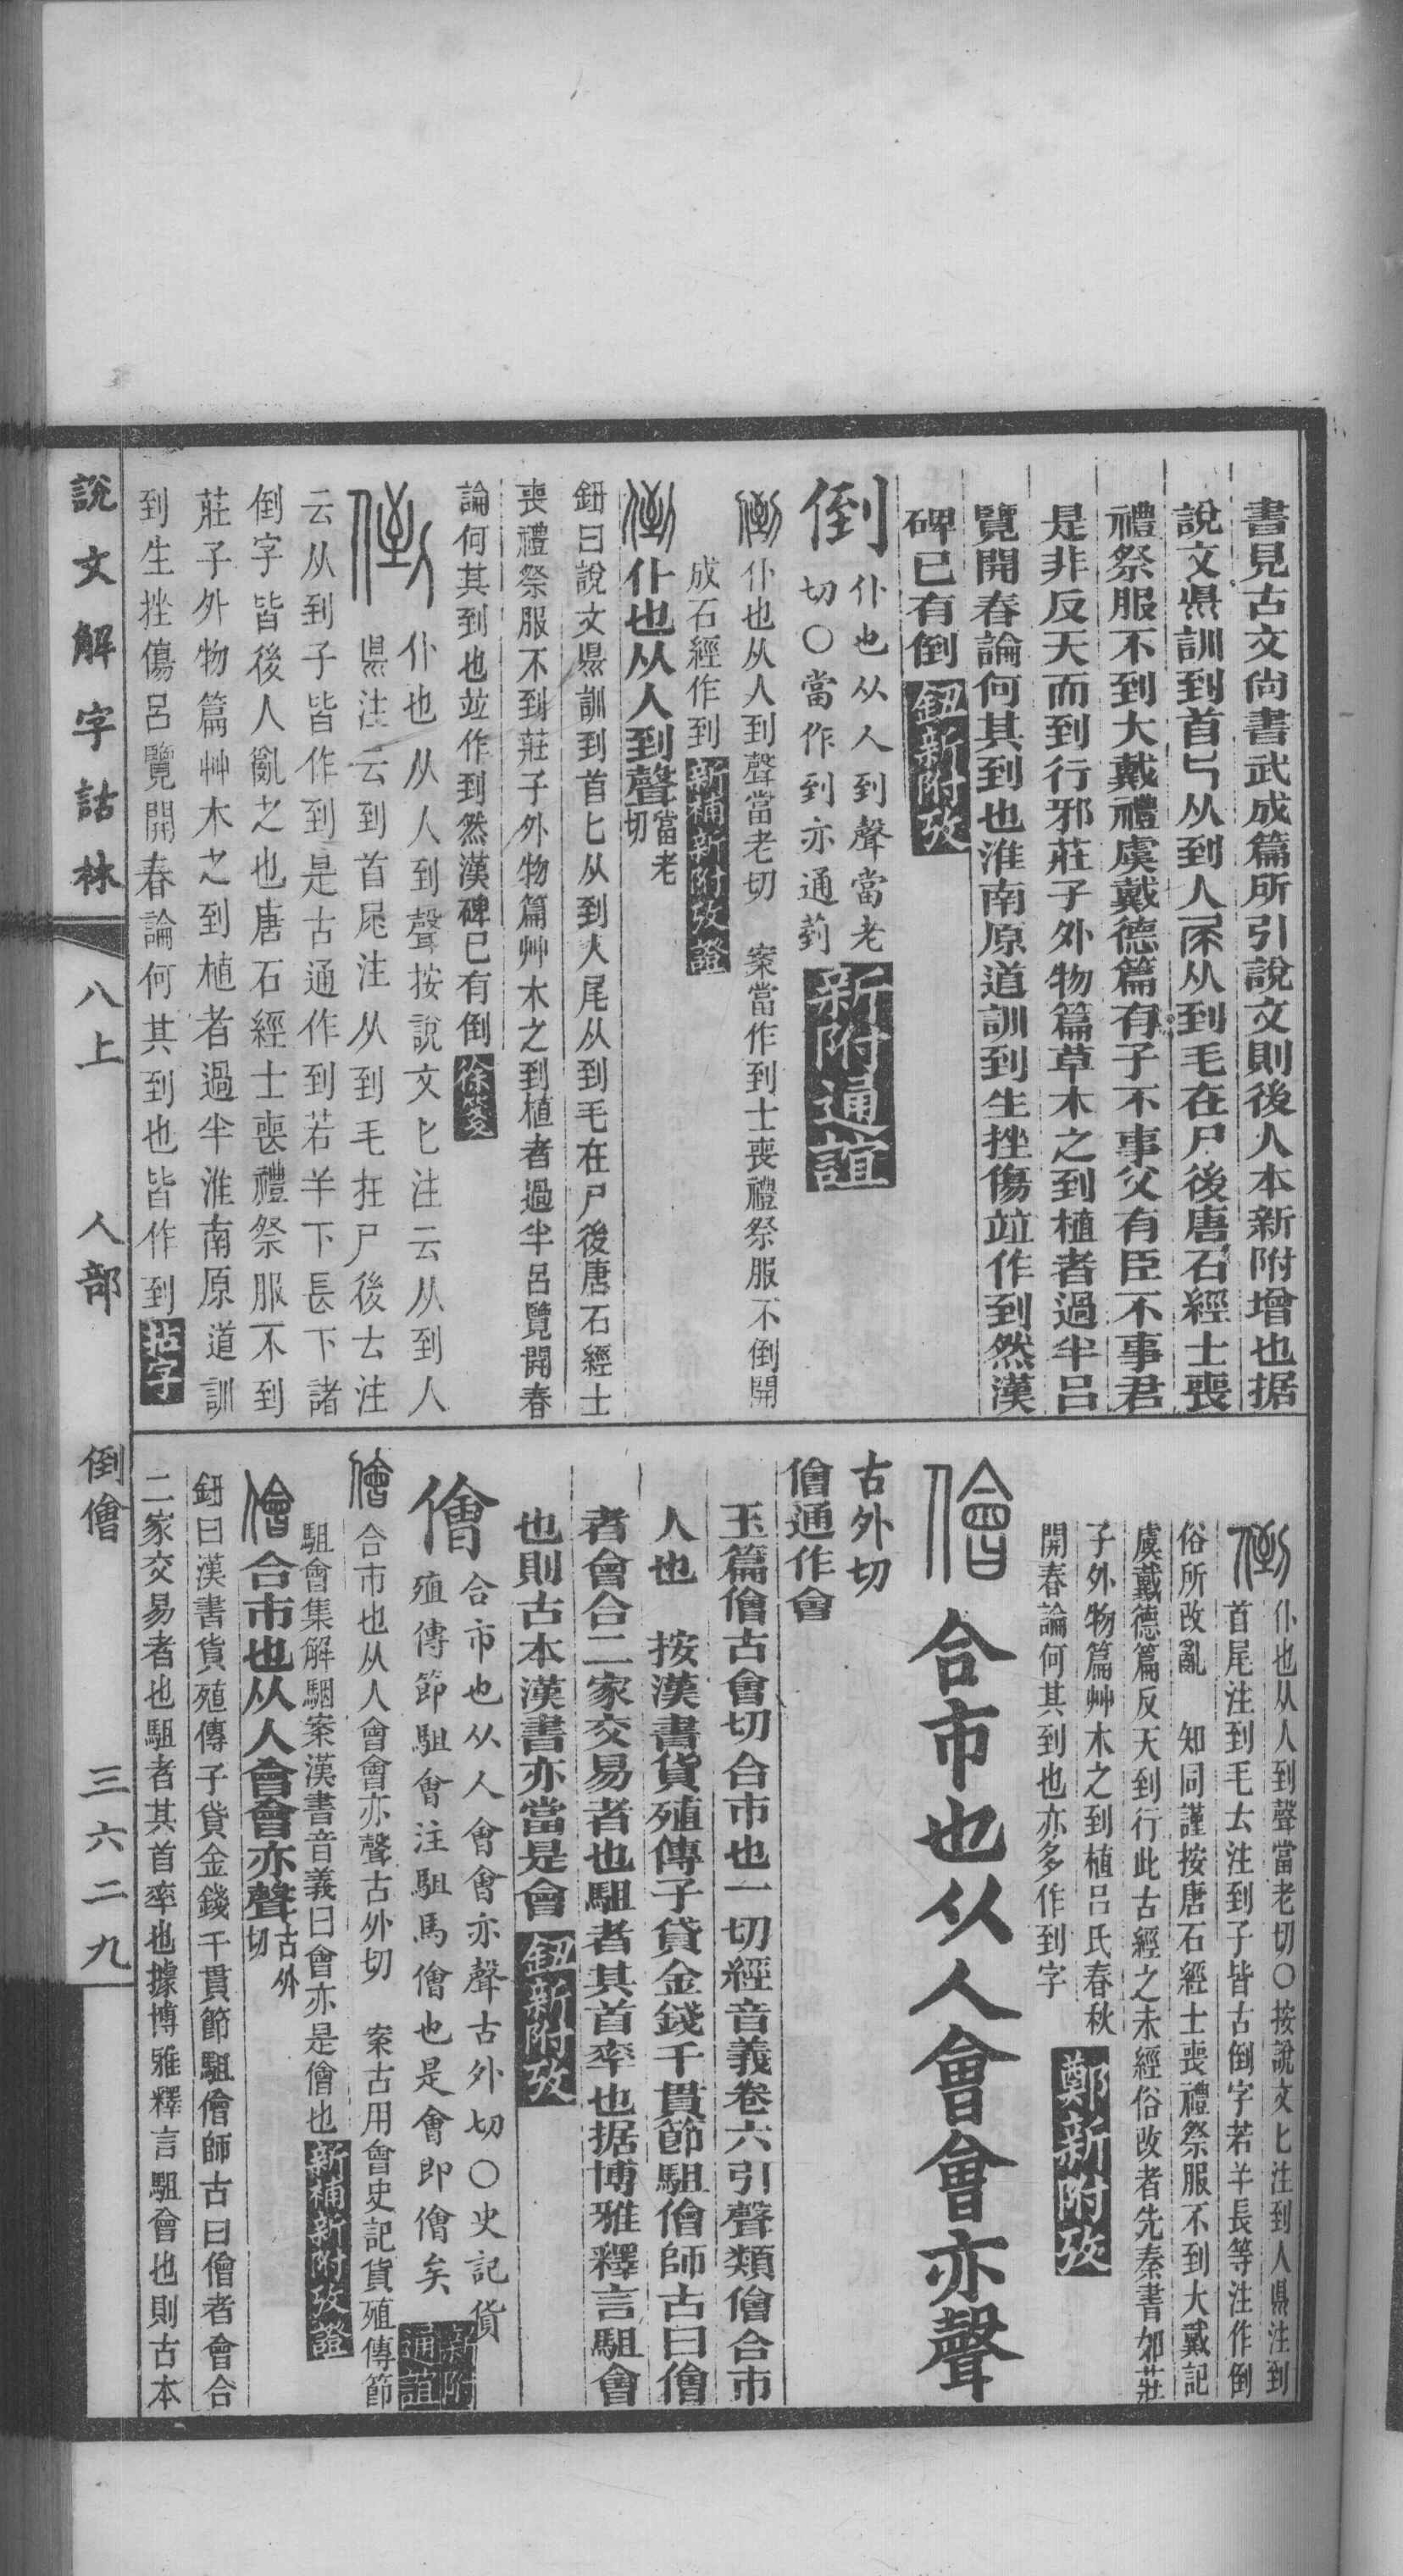 書見古文尙書武成篇所引說文則後人本新附增也据
說文県訓到首𠃐从到人𡱝从到毛在尸後唐石經士喪
禮祭服不到大戴禮虞戴德篇有子不事父有臣不事君
是非反天而到行邪莊子外物篇草木之到植者過半呂
覽開春論何其到也淮南原道訓到生挫傷竝作到然漢
碑已有倒
鈕新附攷
倒
仆也从人到聲當老
切〇當作到亦通菿
新附通誼
倒
仆也从人到聲當老切　案當作到士喪禮祭服不倒開
成石經作到
新補新附攷證
倒
仆也从人到聲
當老
切
鈕曰說文県訓到首匕从到人尾从到毛在尸後唐石經士
喪禮祭服不到莊子外物篇艸木之到植者過半呂覽開春
論何其到也竝作到然漢碑已有倒
徐箋
倒
仆也从人到聲按說文匕注云从到人
県注云到首𡱝注从到毛在尸後𠫓注
云从到子皆作到是古通作到若羊下長下諸
倒字皆後人亂之也唐石經士喪禮祭服不到
莊子外物篇艸木之到植者過半淮南原道訓
到生挫傷呂覽開春論何其到也皆作到
拈字
倒
仆也从人到聲當老切〇按說文匕注到人県注到
首尾注到毛𠫓注到子皆古倒字若羊長等注作倒
俗所改亂　知同謹按唐石經士喪禮祭服不到大戴記
虞戴德篇反天到行此古經之未經俗改者先秦書如莊
子外物篇艸木之到植呂氏春秋
開春論何其到也亦多作到字
鄭新附攷
儈
合市也从人會會亦聲
古外切
儈通作會
玉篇儈古會切合市也一切經音義卷六引聲類儈合市
人也　按漢書貨殖傳子貸金錢千貫節駔儈師古曰儈
者會合二家交易者也駔者其首率也据博雅釋言駔會
也則古本漢書亦當是會
鈕新附攷
儈
合市也从人會會亦聲古外切〇史記貨
殖傳節駔會注駔馬儈也是會即儈矣
新附通誼
儈
合市也从人會會亦聲古外切　案古用會史記貨殖傳節
駔會集解駰案漢書音義曰會亦是儈也
新補新附攷證
儈
合市也从人會會亦聲
古外
切
鈕曰漢書貨殖傳子貸金錢千貫節駔儈師古曰儈者會合
二家交易者也駔者其首率也據博雅釋言駔會也則古本
說文解字詁林
八上
人部
倒儈
三六二九